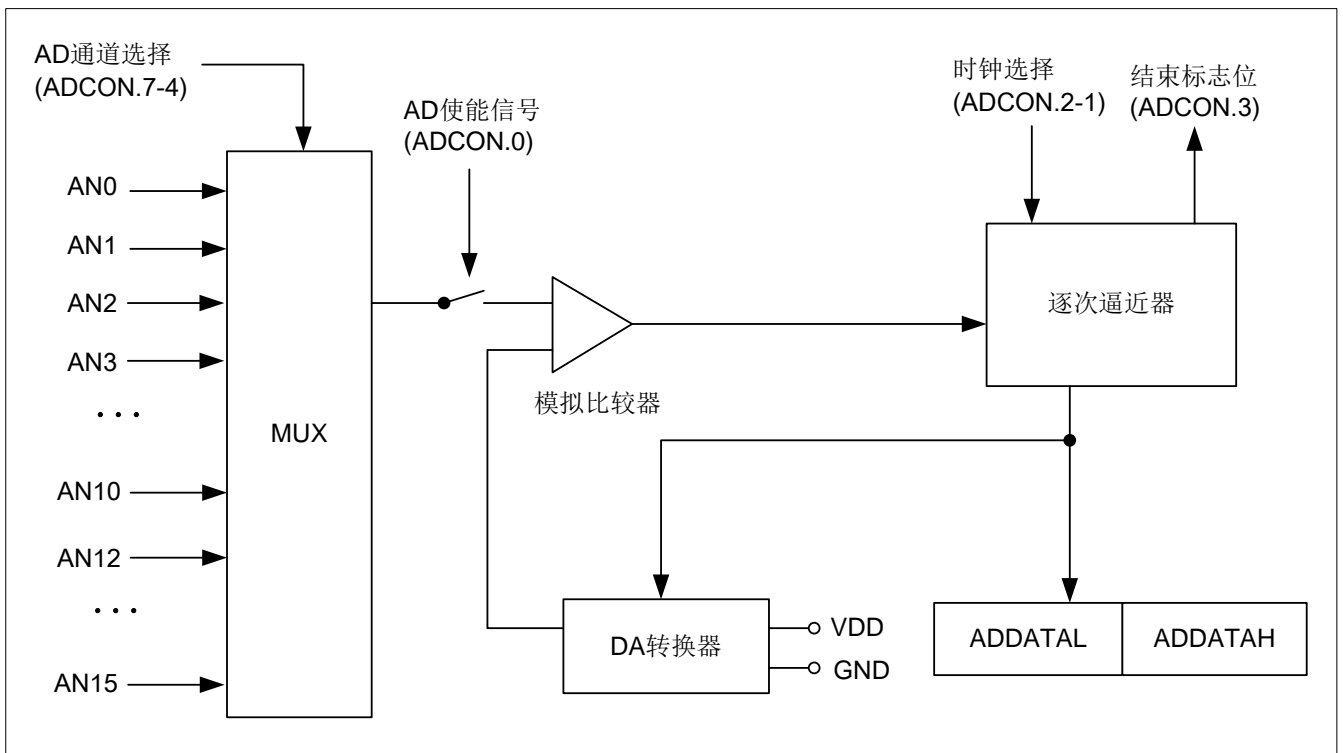 AD通道选择
(ADCON.7-4)
AD使能信号
(ADCON.0)
时钟选择
(ADCON.2-1)
结束标志位
(ADCON.3)
AN0
AN1
AN2
AN3
...
AN10
AN12
...
AN15
MUX
模拟比较器
逐次逼近器
DA转换器
VDD
GND
ADDATAL
ADDATAH